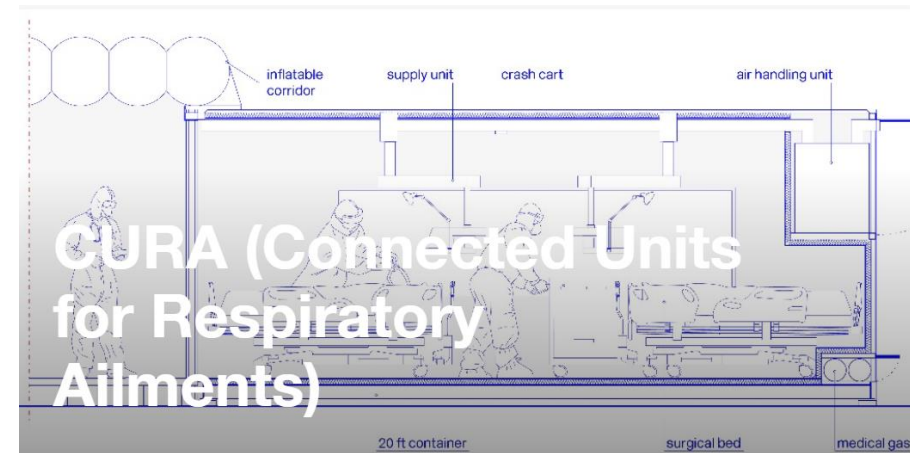 inflatable
corridor
supply unit
crash cart
air handling unit
CURA (Connected Units
for Respiratory
Ailments)
20 ft container
surgical bed
medical gas